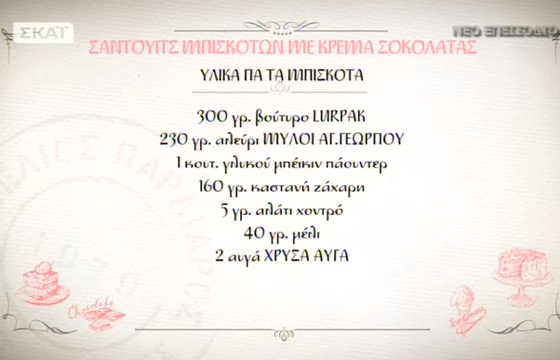 ΣΚΑΪ
ΝΕΟ ΕΠΕΙΣΟΔΙΟ
ΣΑΝΤΟΥΙΤΣ ΜΠΙΣΚΟΤΩΝ ΜΕ ΚΡΕΜΑ ΣΟΚΟΛΑΤΑΣ
ΥΛΙΚΑ ΓΙΑ ΤΑ ΜΠΙΣΚΟΤΑ
300 γρ. βούτυρο LURPAK
230 γρ. αλεύρι ΜΥΛΟΙ ΑΓ.ΓΕΩΡΓΙΟΥ
1 κουτ. γλυκού μπέικιν πάουντερ
160 γρ. καστανή ζάχαρη
5 γρ. αλάτι χοντρό
40 γρ. μέλι
2 αυγά ΧΡΥΣΑ ΑΥΓΑ
Chocolate